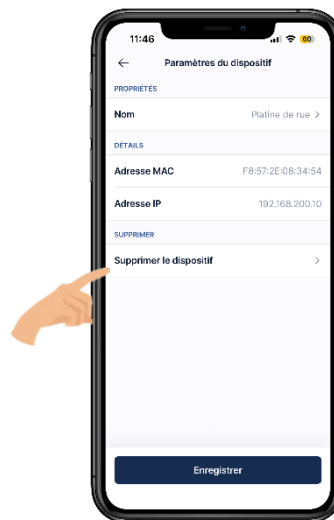 11:46
60
Paramètres du dispositif
PROPRIÉTÉS
Nom Platine de rue
DÉTAILS
Adresse MAC F8:57:2E:08:34:54
Adresse IP 192.168.200.10
SUPPRIMER
Supprimer le dispositif
Enregistrer